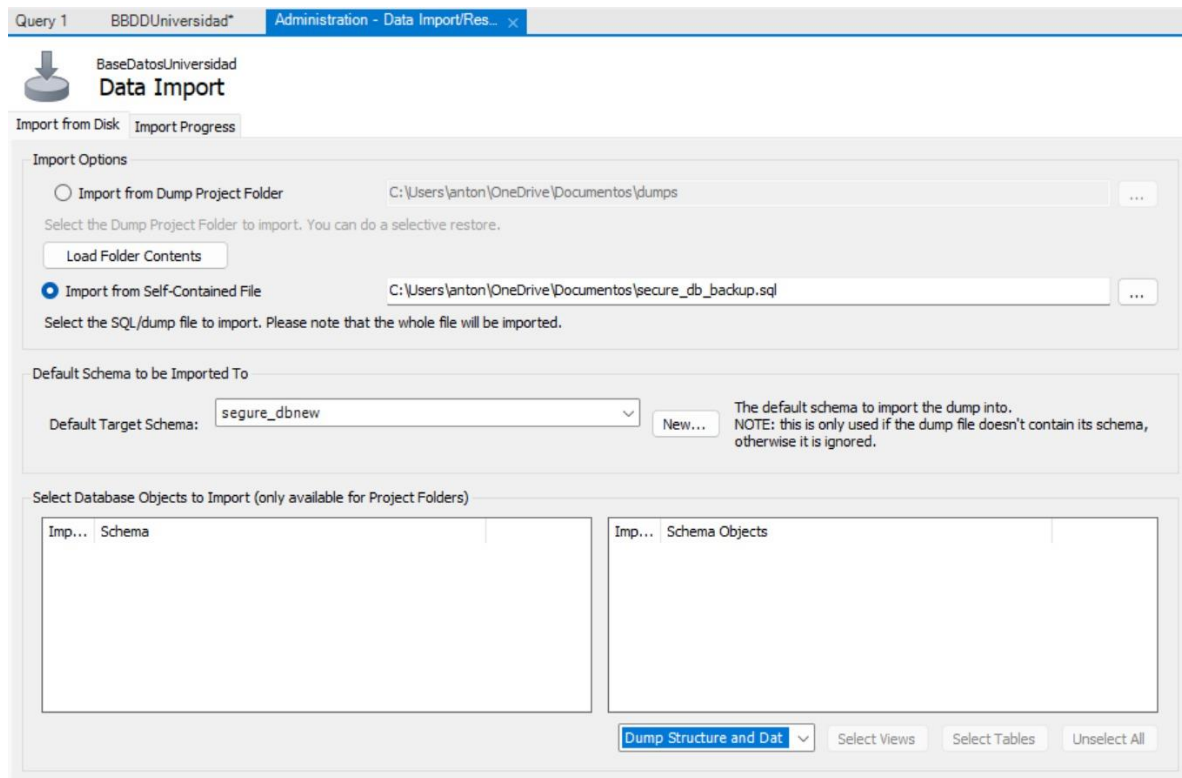 Query 1 BBDDUniversidad* Administration - Data Import/Res...
BaseDatosUniversidad
Data Import
Import from Disk Import Progress
Import Options
Import from Dump Project Folder C:\Users\anton\OneDrive\Documentos\dumps ...
Select the Dump Project Folder to import. You can do a selective restore.
Load Folder Contents
Import from Self-Contained File C:\Users\anton\OneDrive\Documentos\secure_db_backup.sql ...
Select the SQL/dump file to import. Please note that the whole file will be imported.
Default Schema to be Imported To
Default Target Schema: segure_dbnew New...
The default schema to import the dump into.
NOTE: this is only used if the dump file doesn't contain its schema,
otherwise it is ignored.
Select Database Objects to Import (only available for Project Folders)
Imp... Schema Imp... Schema Objects
Dump Structure and Dat Select Views Select Tables Unselect All